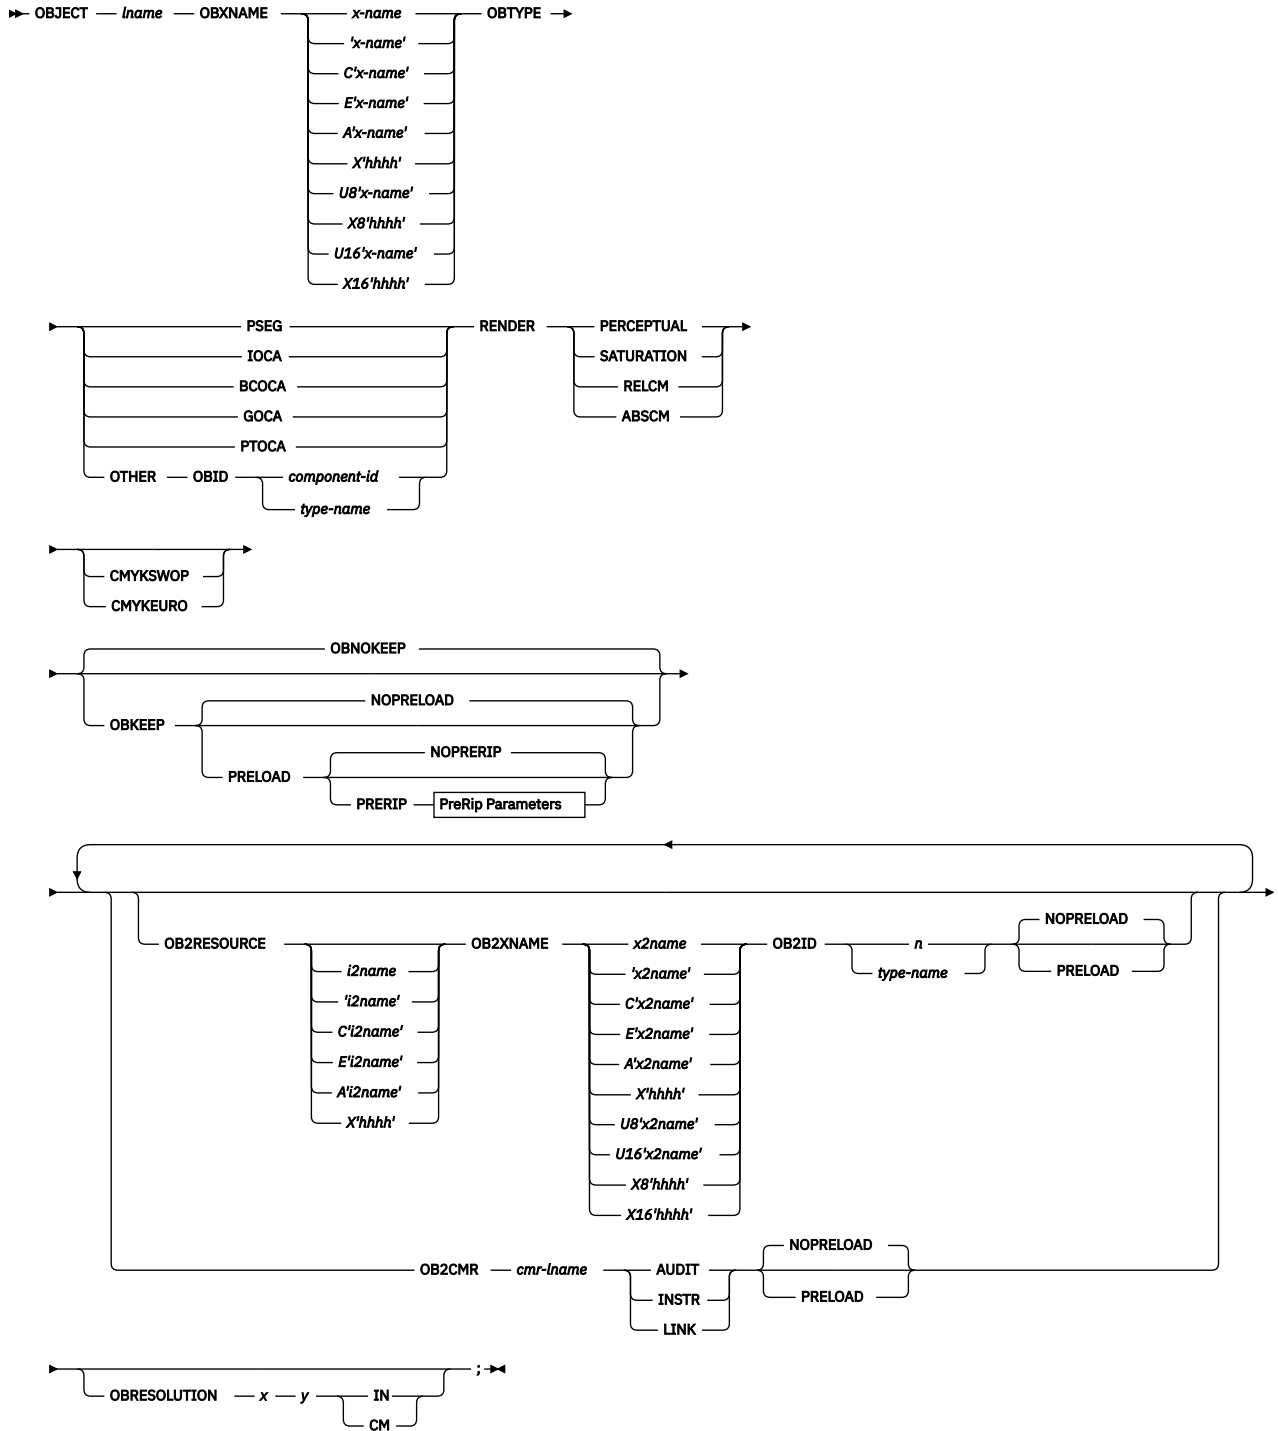 OBJECT lname OBXNAME x-name OBTYPE
'x-name'
C'x-name'
E'x-name'
A'x-name'
X'hhhh'
U8'x-name'
X8'hhhh'
U16'x-name'
X16'hhhh'
PSEG RENDER PERCEPTUAL
IOCA SATURATION
BCOCA RELCM
GOCA ABSCM
PTOCA
OTHER OBID component-id
type-name
CMYKSWOP
CMYKEURO
OBNOKEEP
NOPRELOAD
OBKEEP
NOPRERIP
PRELOAD
PRERIP PreRip Parameters
NOPRELOAD
OB2RESOURCE OB2XNAME x2name OB2ID n
i2name 'x2name' type-name PRELOAD
'i2name' C'x2name'
C'i2name' E'x2name'
E'i2name' A'x2name'
A'i2name' X'hhhh'
X'hhhh' U8'x2name'
U16'x2name'
X8'hhhh'
X16'hhhh'
NOPRELOAD
OB2CMR cmr-lname AUDIT
INSTR PRELOAD
LINK
;
OBRESOLUTION x y IN
CM